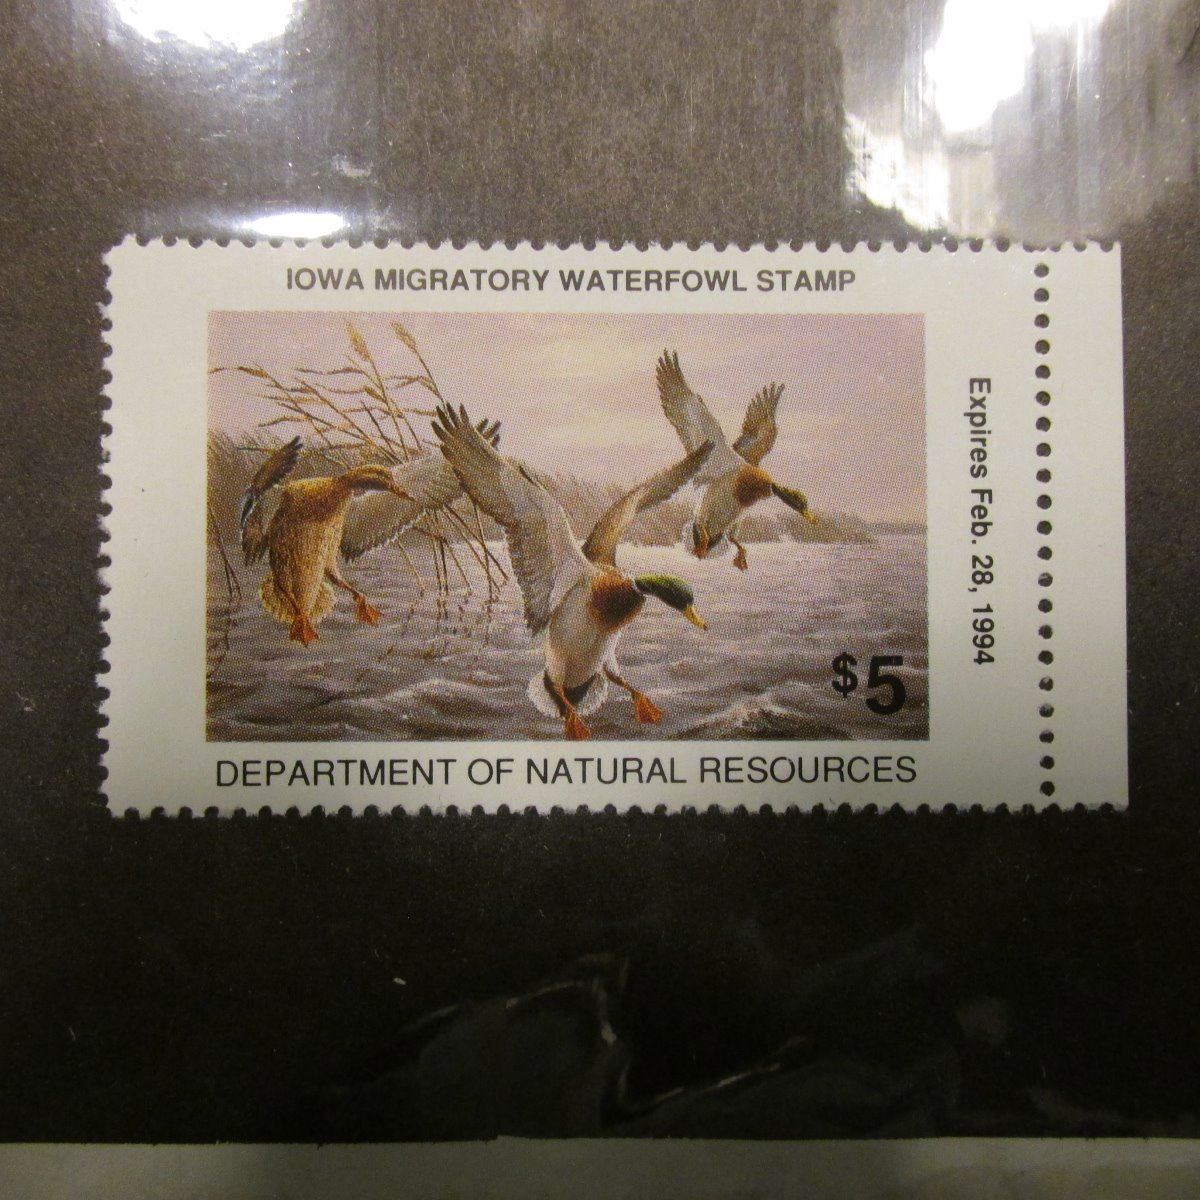 IOWA MIGRATORY WATERFOWL STAMP
Expires Feb. 28, 1994
$5
DEPARTMENT OF NATURAL RESOURCES